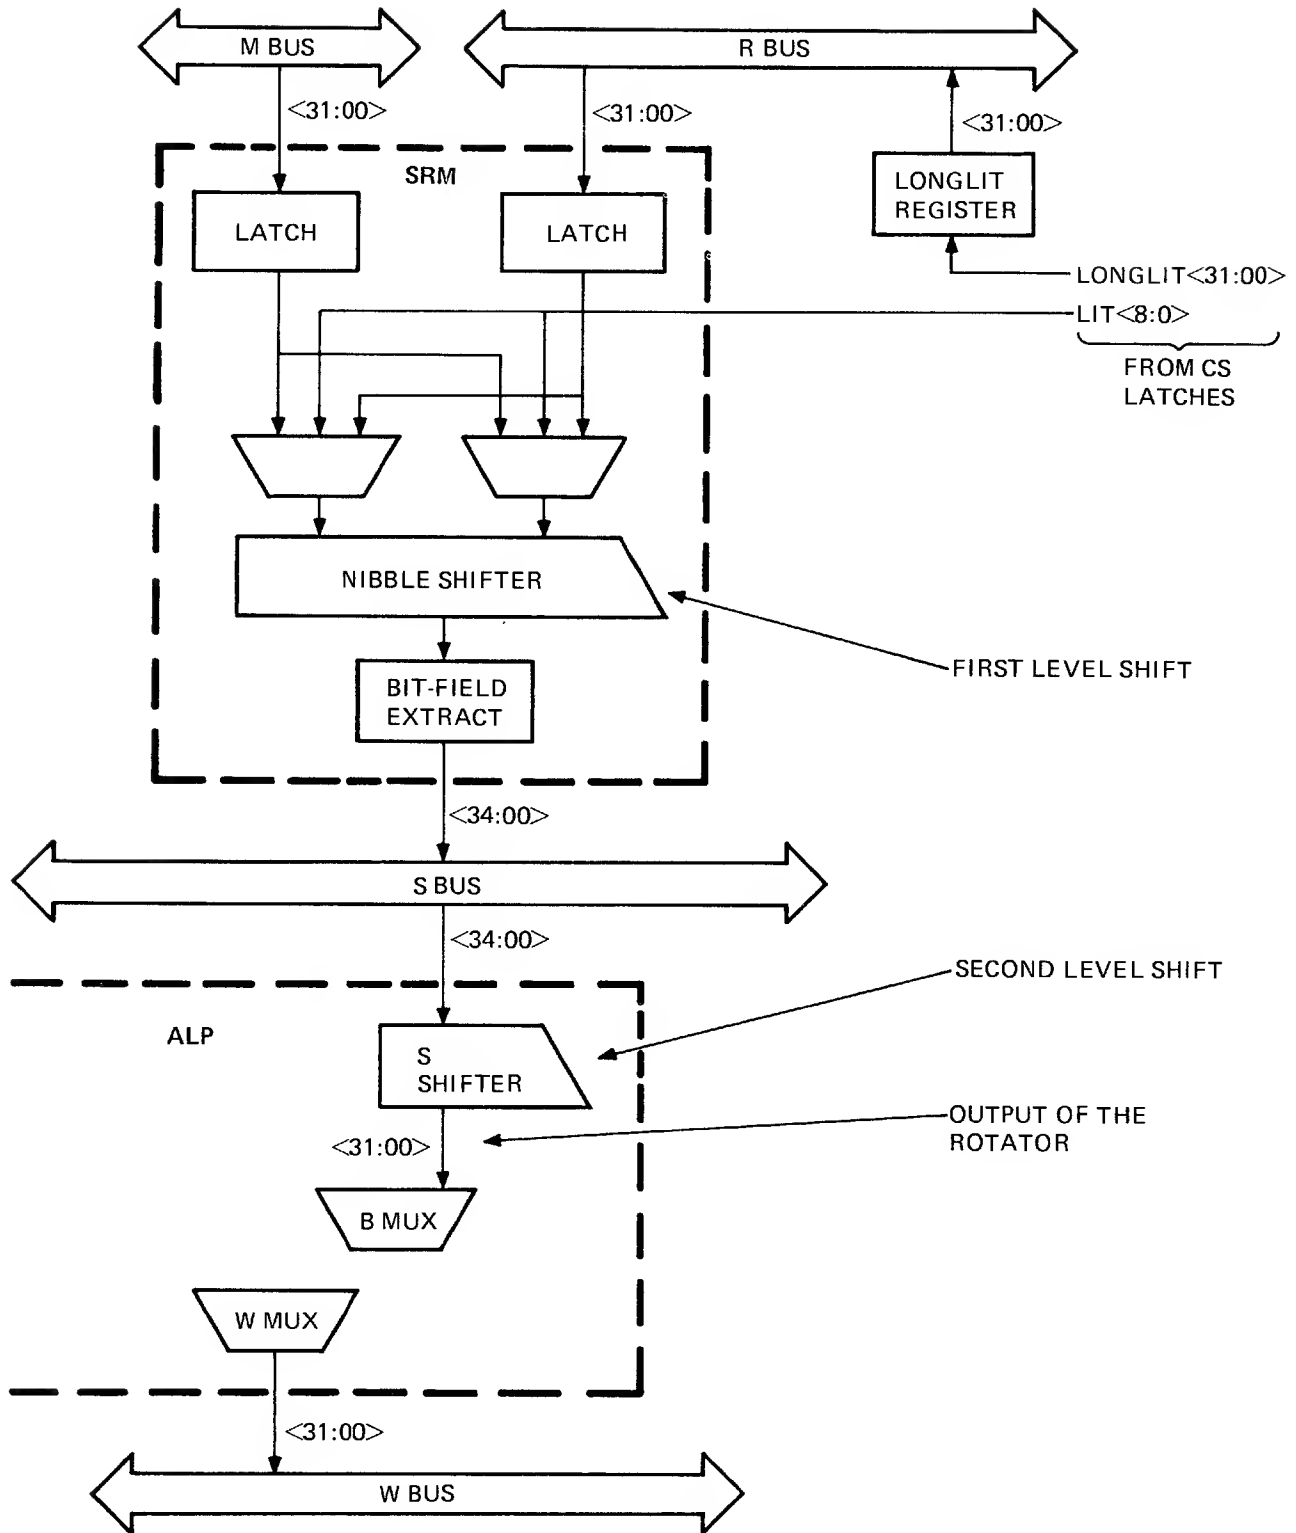 M BUS
R BUS
<31:00>
<31:00>
<31:00>
SRM
LONGLIT
REGISTER
LATCH
LATCH
LONGLIT<31:00>
LIT<8:0>
FROM CS
LATCHES
NIBBLE SHIFTER
FIRST LEVEL SHIFT
BIT-FIELD
EXTRACT
<34:00>
S BUS
<34:00>
SECOND LEVEL SHIFT
ALP
S
SHIFTER
OUTPUT OF THE
ROTATOR
<31:00>
B MUX
W MUX
<31:00>
W BUS